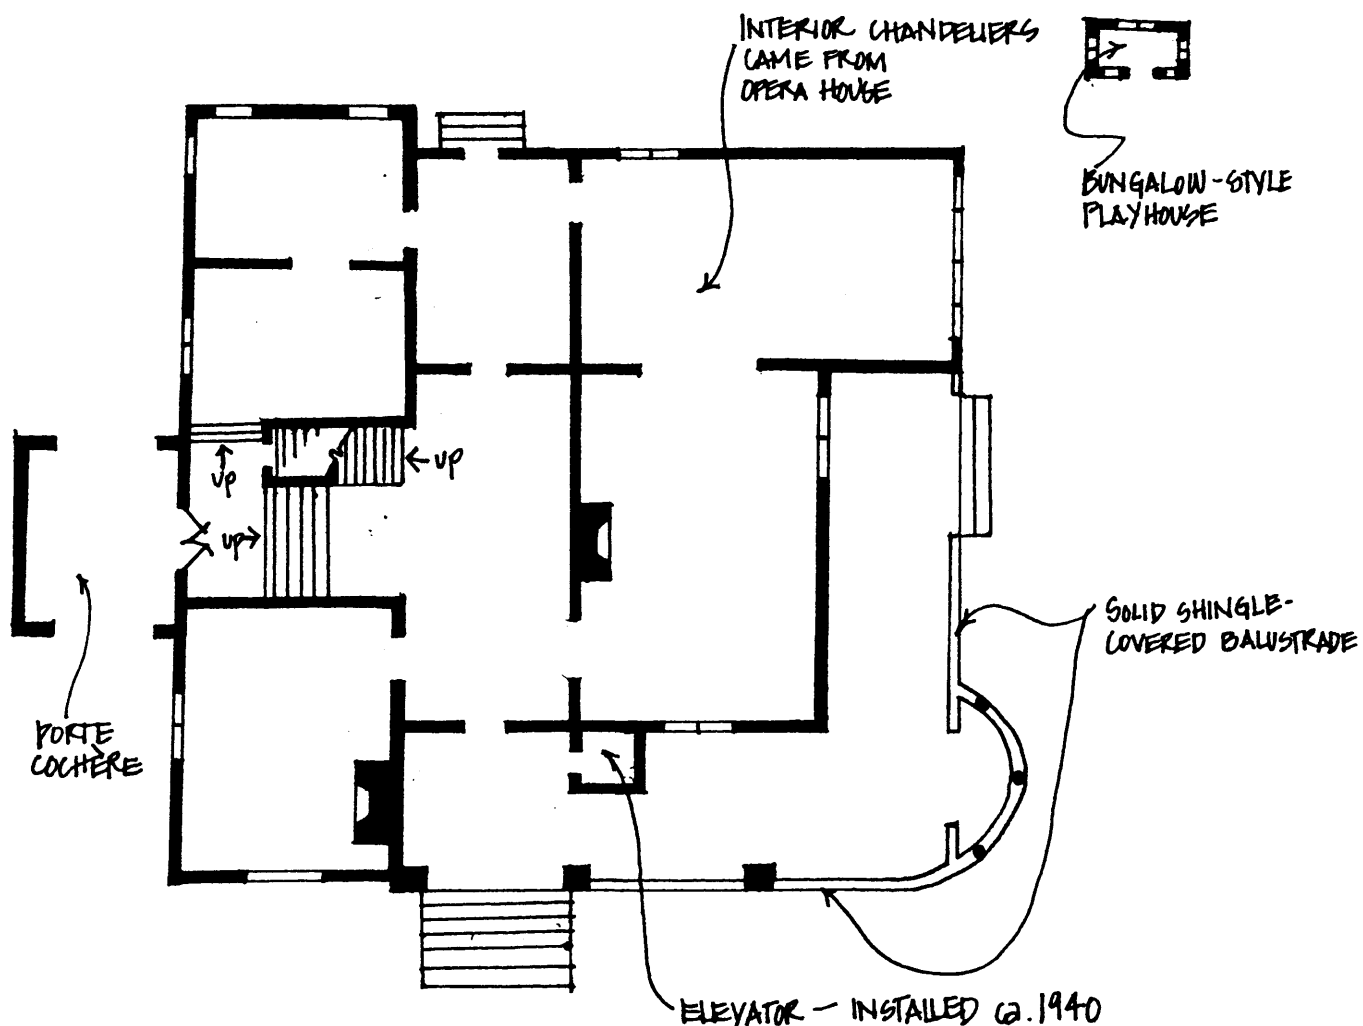 INTERIOR CHANDELIERS
CAME FROM
OPERA HOUSE
BUNGALOW-STYLE
PLAYHOUSE
UP
UP
UP
SOLID SHINGLE-
COVERED BALUSTRADE
PORTE
COCHÈRE
ELEVATOR — INSTALLED ca. 1940